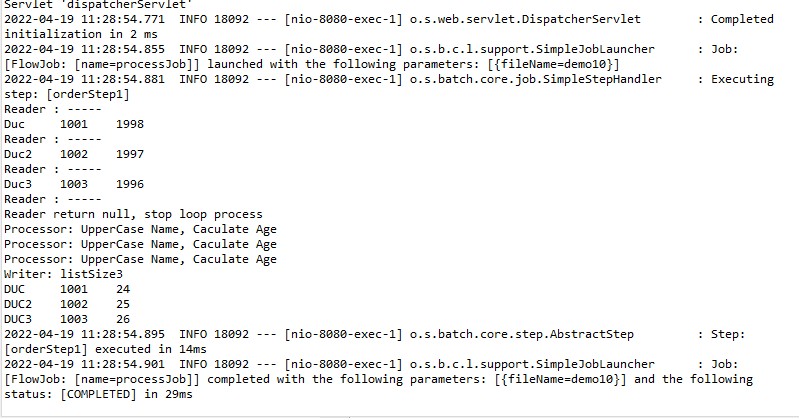 Servlet 'dispatcherServlet'
2022-04-19 11:28:54.771  INFO 18092 --- [nio-8080-exec-1] o.s.web.servlet.DispatcherServlet        : Completed
initialization in 2 ms
2022-04-19 11:28:54.855  INFO 18092 --- [nio-8080-exec-1] o.s.b.c.l.support.SimpleJobLauncher      : Job:
[FlowJob: [name=processJob]] launched with the following parameters: [{fileName=demo10}]
2022-04-19 11:28:54.881  INFO 18092 --- [nio-8080-exec-1] o.s.batch.core.job.SimpleStepHandler     : Executing
step: [orderStep1]
Reader : -----
Duc    1001    1998
Reader : -----
Duc2    1002    1997
Reader : -----
Duc3    1003    1996
Reader : -----
Reader return null, stop loop process
Processor: UpperCase Name, Caculate Age
Processor: UpperCase Name, Caculate Age
Processor: UpperCase Name, Caculate Age
Writer: listSize3
DUC    1001    24
DUC2    1002    25
DUC3    1003    26
2022-04-19 11:28:54.895  INFO 18092 --- [nio-8080-exec-1] o.s.batch.core.step.AbstractStep         : Step:
[orderStep1] executed in 14ms
2022-04-19 11:28:54.901  INFO 18092 --- [nio-8080-exec-1] o.s.b.c.l.support.SimpleJobLauncher      : Job:
[FlowJob: [name=processJob]] completed with the following parameters: [{fileName=demo10}] and the following
status: [COMPLETED] in 29ms